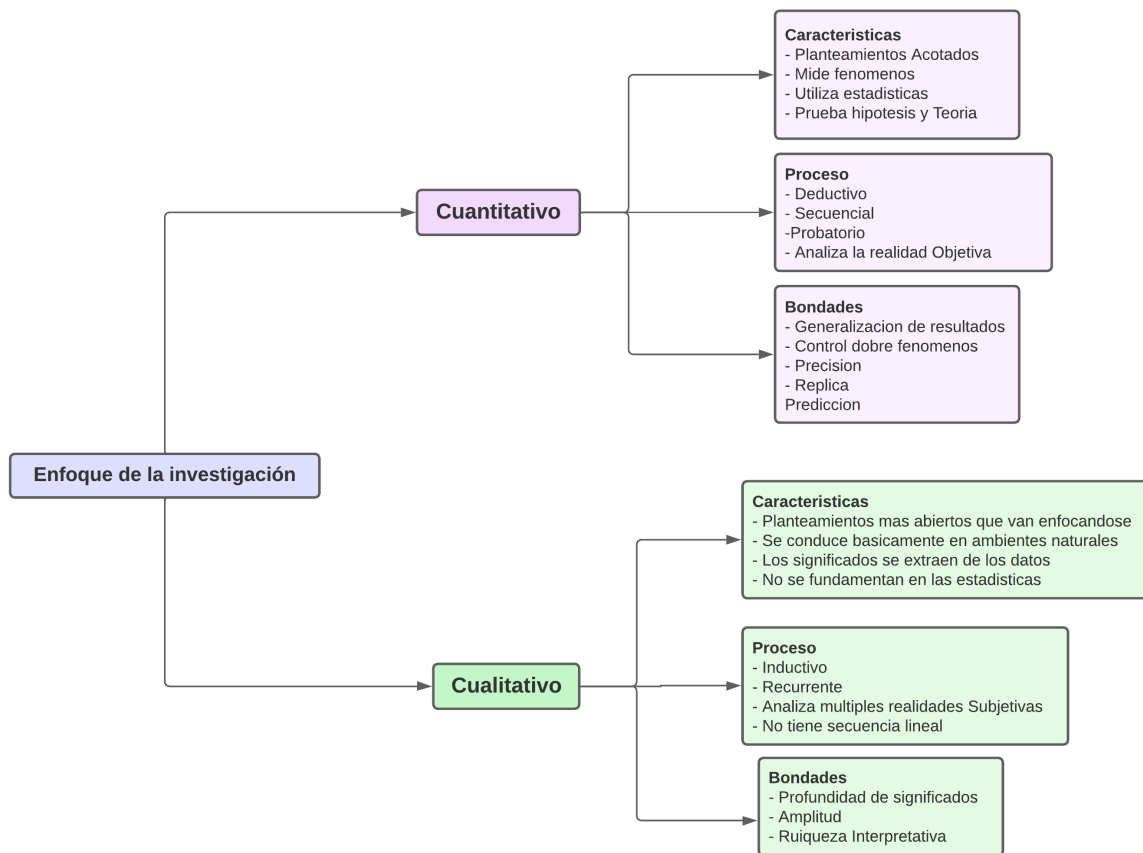 Enfoque de la investigación
Cuantitativo
Caracteristicas
- Planteamientos Acotados
- Mide fenomenos
- Utiliza estadisticas
- Prueba hipotesis y Teoria
Proceso
- Deductivo
- Secuencial
-Probatorio
- Analiza la realidad Objetiva
Bondades
- Generalizacion de resultados
- Control dobre fenomenos
- Precision
- Replica
Prediccion
Cualitativo
Caracteristicas
- Planteamientos mas abiertos que van enfocandose
- Se conduce basicamente en ambientes naturales
- Los significados se extraen de los datos
- No se fundamentan en las estadisticas
Proceso
- Inductivo
- Recurrente
- Analiza multiples realidades Subjetivas
- No tiene secuencia lineal
Bondades
- Profundidad de significados
- Amplitud
- Ruiqueza Interpretativa